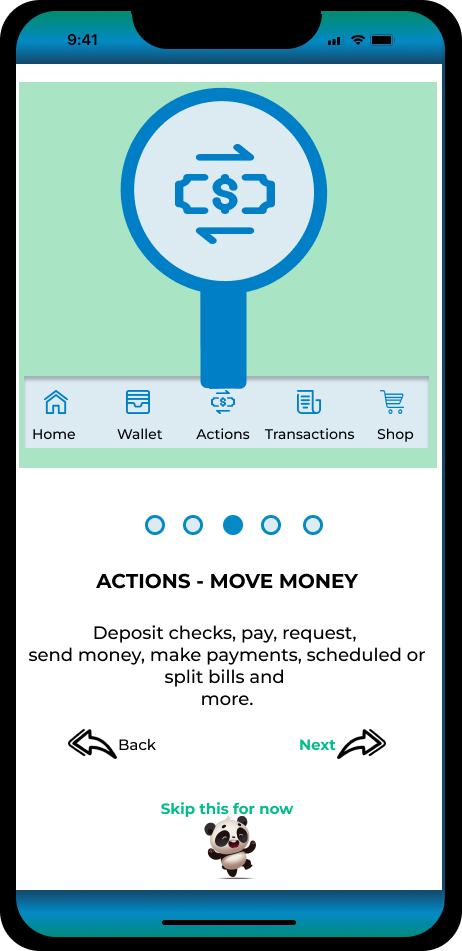 9:41
$
Home Wallet $ Actions Transactions Shop
ACTIONS - MOVE MONEY
Deposit checks, pay, request,
send money, make payments, scheduled or
split bills and
more.
Back Next
Skip this for now